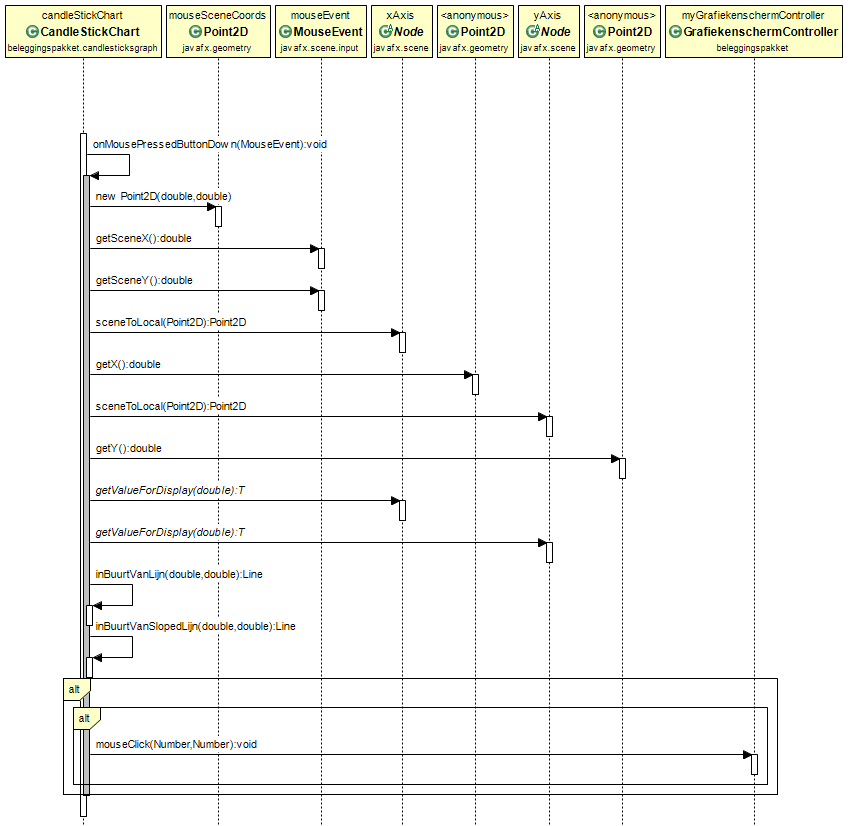 candleStickChart
CandleStickChart
beleggingspakket.candlesticksgraph
mouseSceneCoords
Point2D
javafx.geometry
mouseEvent
MouseEvent
javafx.scene.input
xAxis
Node
javafx.scene
<anonymous>
Point2D
javafx.geometry
yAxis
Node
javafx.scene
<anonymous>
Point2D
javafx.geometry
myGrafiekenschermController
GrafiekenschermController
beleggingspakket
onMousePressedButtonDown(MouseEvent):void
new Point2D(double,double)
getSceneX():double
getSceneY():double
sceneToLocal(Point2D):Point2D
getX():double
sceneToLocal(Point2D):Point2D
getY():double
getValueForDisplay(double):T
getValueForDisplay(double):T
inBuurtVanLijn(double,double):Line
inBuurtVanSlopedLijn(double,double):Line
alt
alt
mouseClick(Number,Number):void